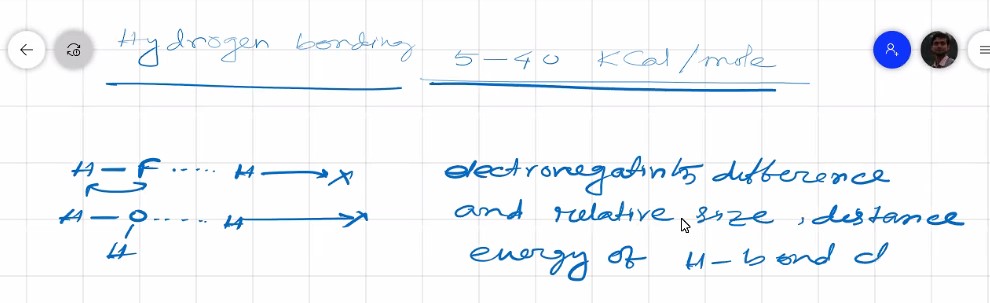 Hydrogen bonding 5-40 KCal/mole
H — F ..... H → X
H — O ..... H → X
H
electronegativity difference
and relative size, distance
energy of H-bond d